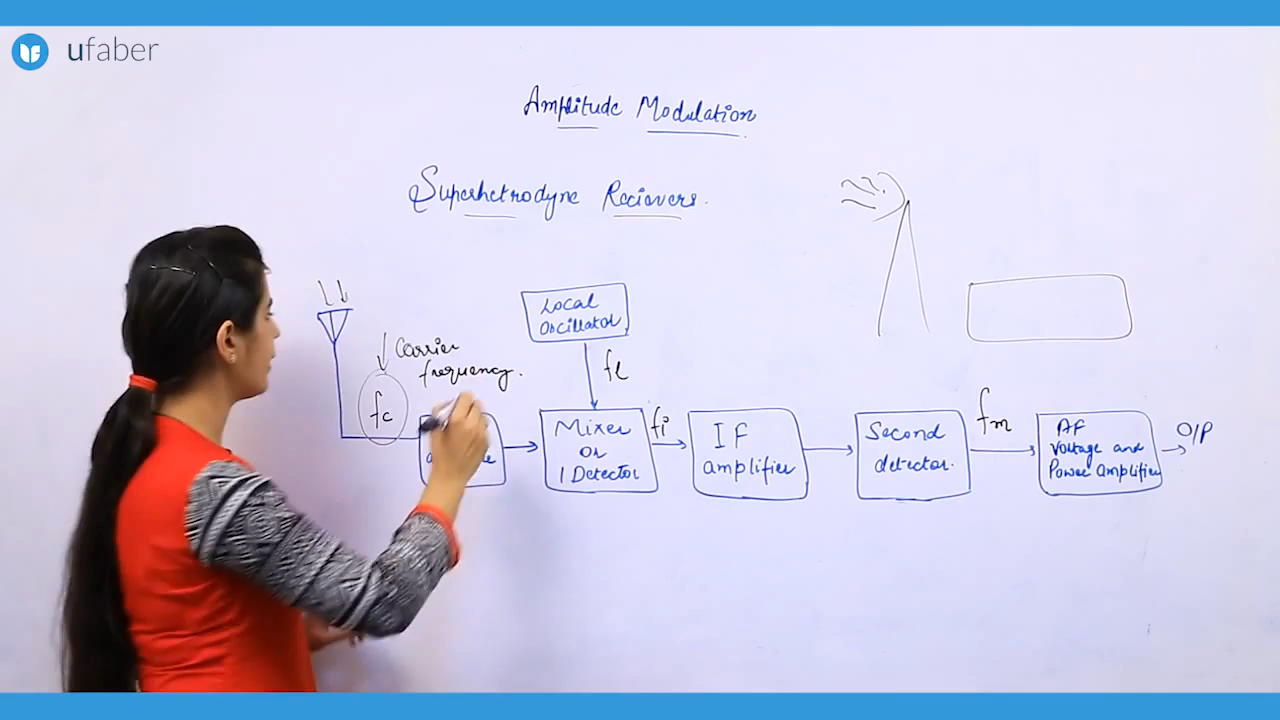 ufaber
Amplitude Modulation
Superhetrodyne Recievers.
Local
Oscillator
Carrier
frequency.
fc
fl
Mixer
or
1 Detector
fi
IF
amplifier
Second
detector.
fm
AF
Voltage and
Power amplifier
O/P